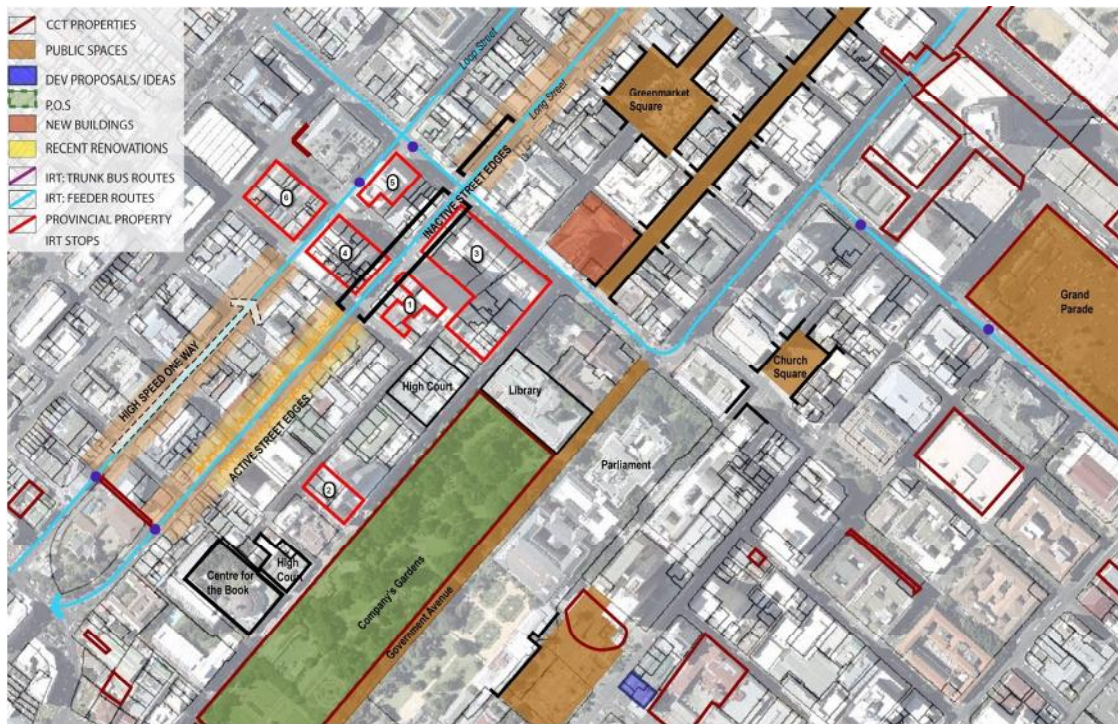 CCT PROPERTIES
PUBLIC SPACES
DEV PROPOSALS/ IDEAS
P.O.S
NEW BUILDINGS
RECENT RENOVATIONS
IRT: TRUNK BUS ROUTES
IRT: FEEDER ROUTES
PROVINCIAL PROPERTY
IRT STOPS
Loop Street
Long Street
Greenmarket
Square
INACTIVE STREET EDGES
5
6
4
3
1
Grand
Parade
Church
Square
HIGH SPEED ONE WAY
ACTIVE STREET EDGES
High Court
Library
Parliament
2
High
Court
Centre for
the Book
Company's Gardens
Government Avenue